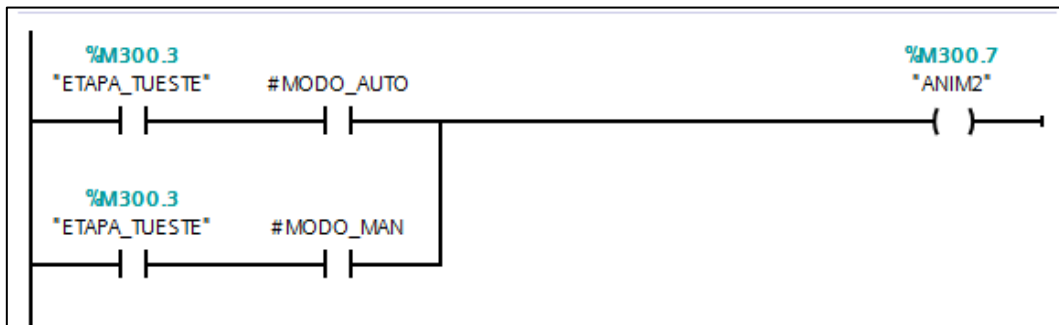 %M300.3
"ETAPA_TUESTE"
#MODO_AUTO
%M300.7
"ANIM2"
%M300.3
"ETAPA_TUESTE"
#MODO_MAN